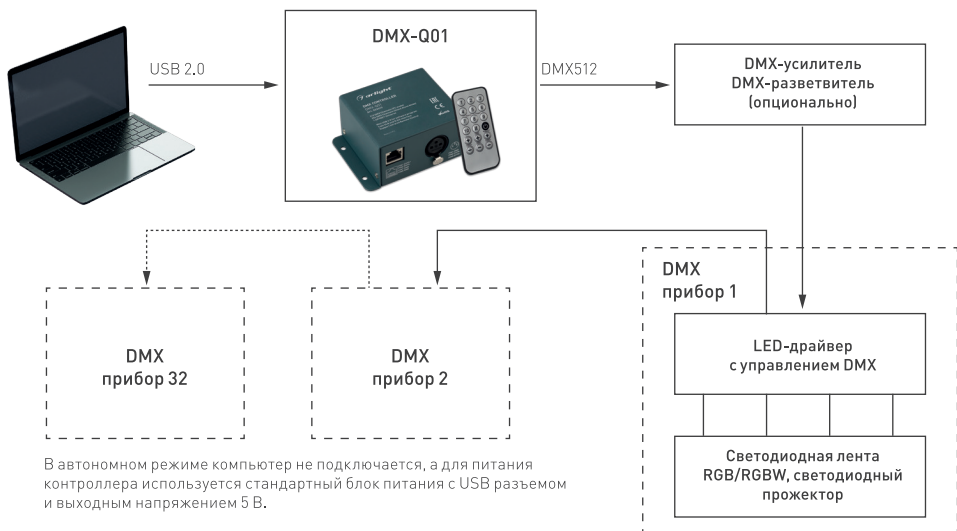 DMX-Q01
USB 2.0
arlight
DMX512
DMX-усилитель
DMX-разветвитель
(опционально)
DMX
прибор 1
DMX
прибор 32
DMX
прибор 2
LED-драйвер
с управлением DMX
Светодиодная лента
RGB/RGBW, светодиодный
прожектор
В автономном режиме компьютер не подключается, а для питания
контроллера используется стандартный блок питания с USB разъемом
и выходным напряжением 5 В.